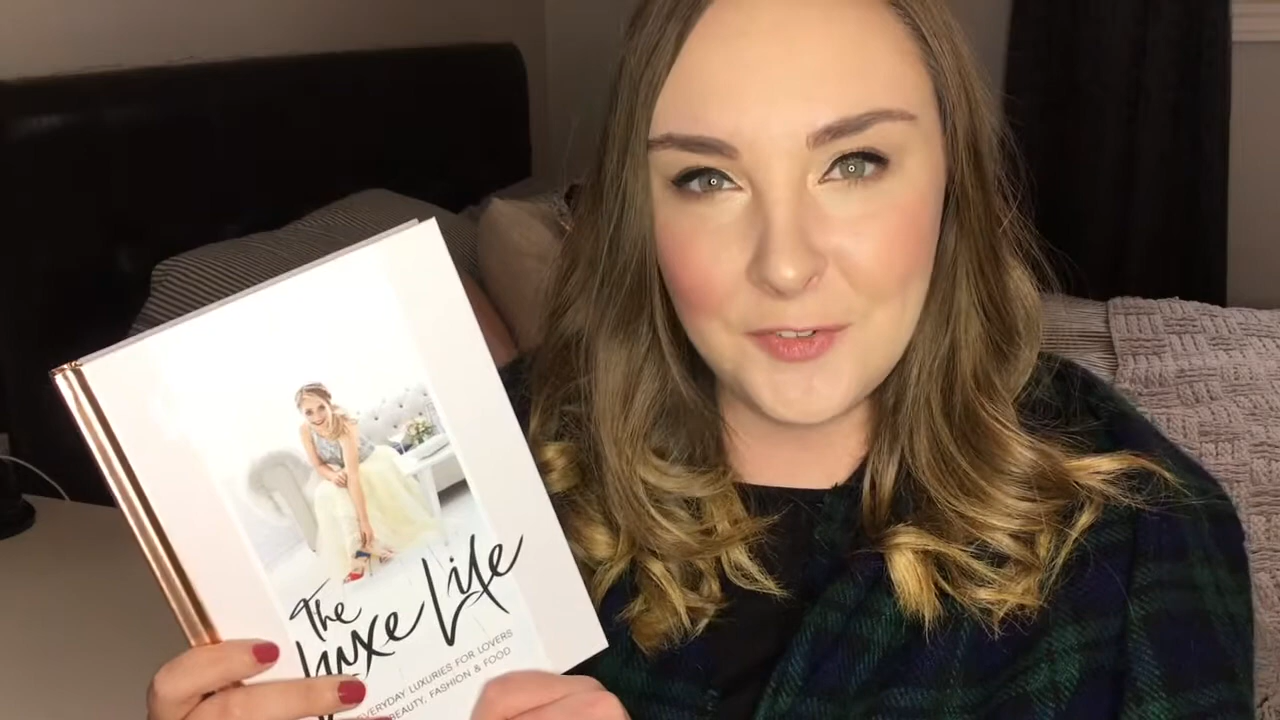 The
Luxe Life
EVERYDAY LUXURIES FOR LOVERS
BEAUTY, FASHION & FOOD